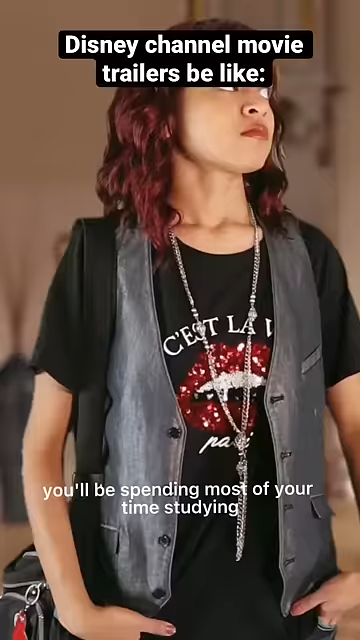 Disney channel movie
trailers be like:
C'EST LA
you'll be spending most of your
time studying